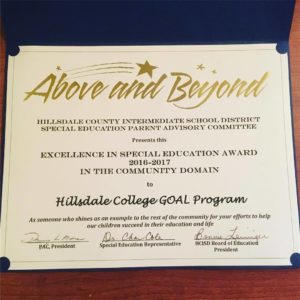 Above and Beyond
HILLSDALE COUNTY INTERMEDIATE SCHOOL DISTRICT
SPECIAL EDUCATION PARENT ADVISORY COMMITTEE
Presents this
EXCELLENCE IN SPECIAL EDUCATION AWARD
2016-2017
IN THE COMMUNITY DOMAIN
to
Hillsdale College GOAL Program
As someone who shines as an example to the rest of the community for your efforts to help
our children succeed in their education and life
PAC, President
Special Education Representative
HCISD Board of Education
President